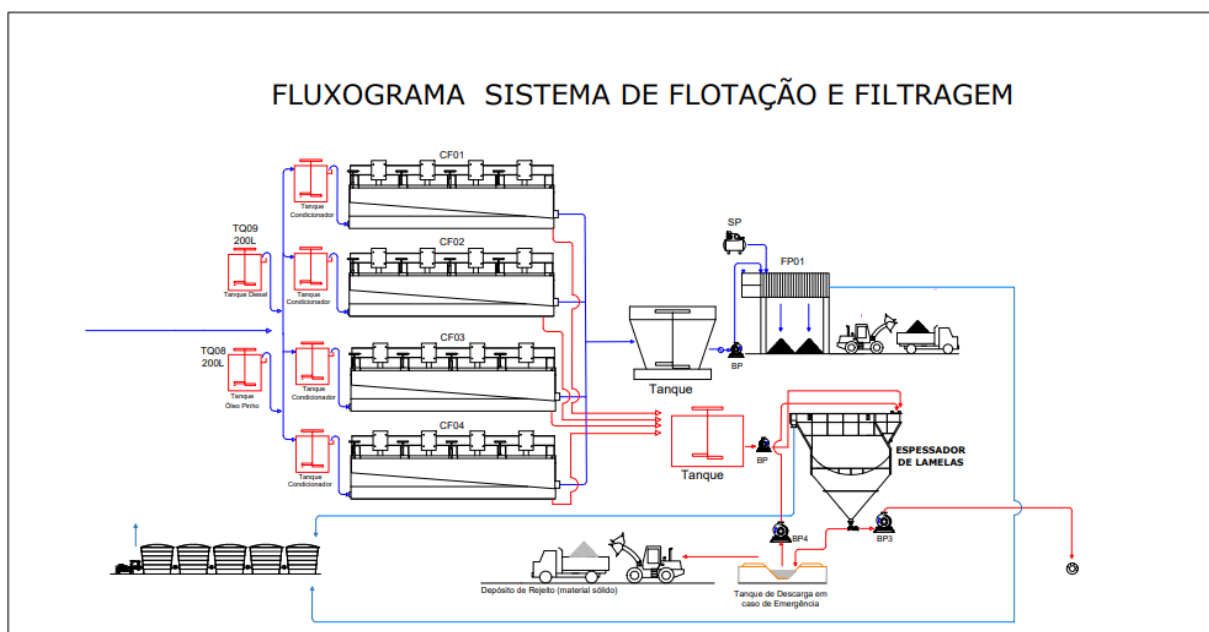 FLUXOGRAMA SISTEMA DE FLOTAÇÃO E FILTRAGEM
CF01
Tanque
Condicionador
TQ09
200L
Tanque Diesel
CF02
Tanque
Condicionador
SP
FP01
BP
Tanque
TQ08
200L
Tanque
Óleo Pinho
CF03
Tanque
Condicionador
CF04
Tanque
Condicionador
Tanque
BP
ESPESSADOR
DE LAMELAS
BP4
BP3
Depósito de Rejeito (material sólido)
Tanque de Descarga em
caso de Emergência